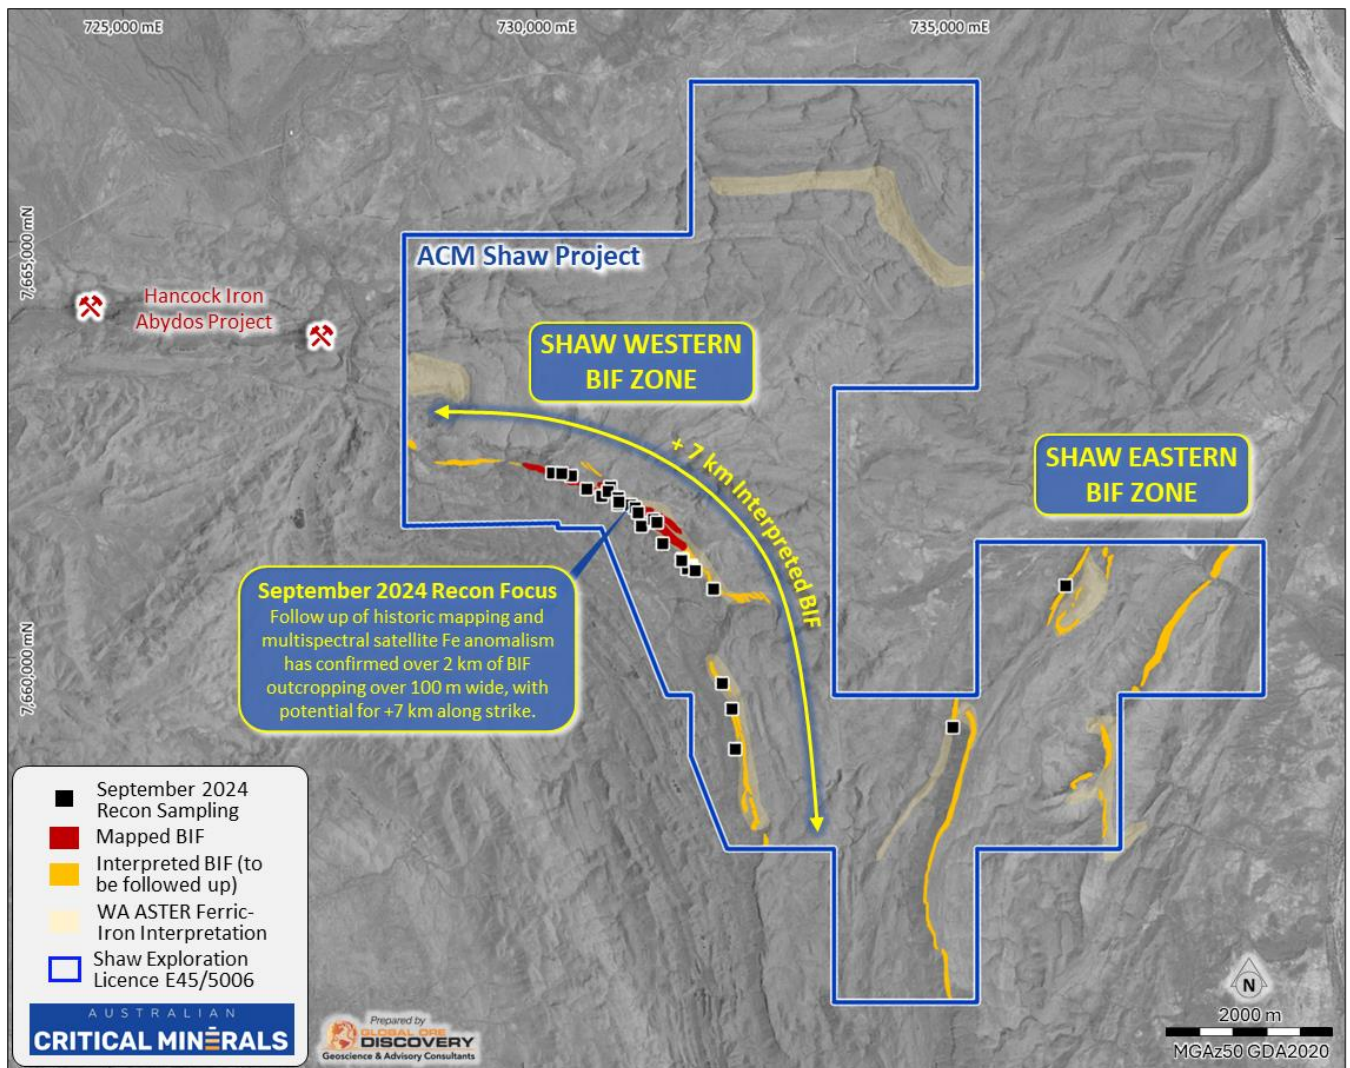 725,000 mE
730,000 mE
735,000 mE
7,665,000 mN
7,660,000 mN
ACM Shaw Project
Hancock Iron
Abydos Project
SHAW WESTERN
BIF ZONE
+ 7 km Interpreted BIF
SHAW EASTERN
BIF ZONE
September 2024 Recon Focus
Follow up of historic mapping and
multispectral satellite Fe anomalism
has confirmed over 2 km of BIF
outcropping over 100 m wide, with
potential for +7 km along strike.
September 2024
Recon Sampling
Mapped BIF
Interpreted BIF (to
be followed up)
WA ASTER Ferric-
Iron Interpretation
Shaw Exploration
Licence E45/5006
AUSTRALIAN
CRITICAL MINERALS
Prepared by
GLOBAL ORE
DISCOVERY
Geoscience & Advisory Consultants
N
2000 m
MGAz50 GDA2020